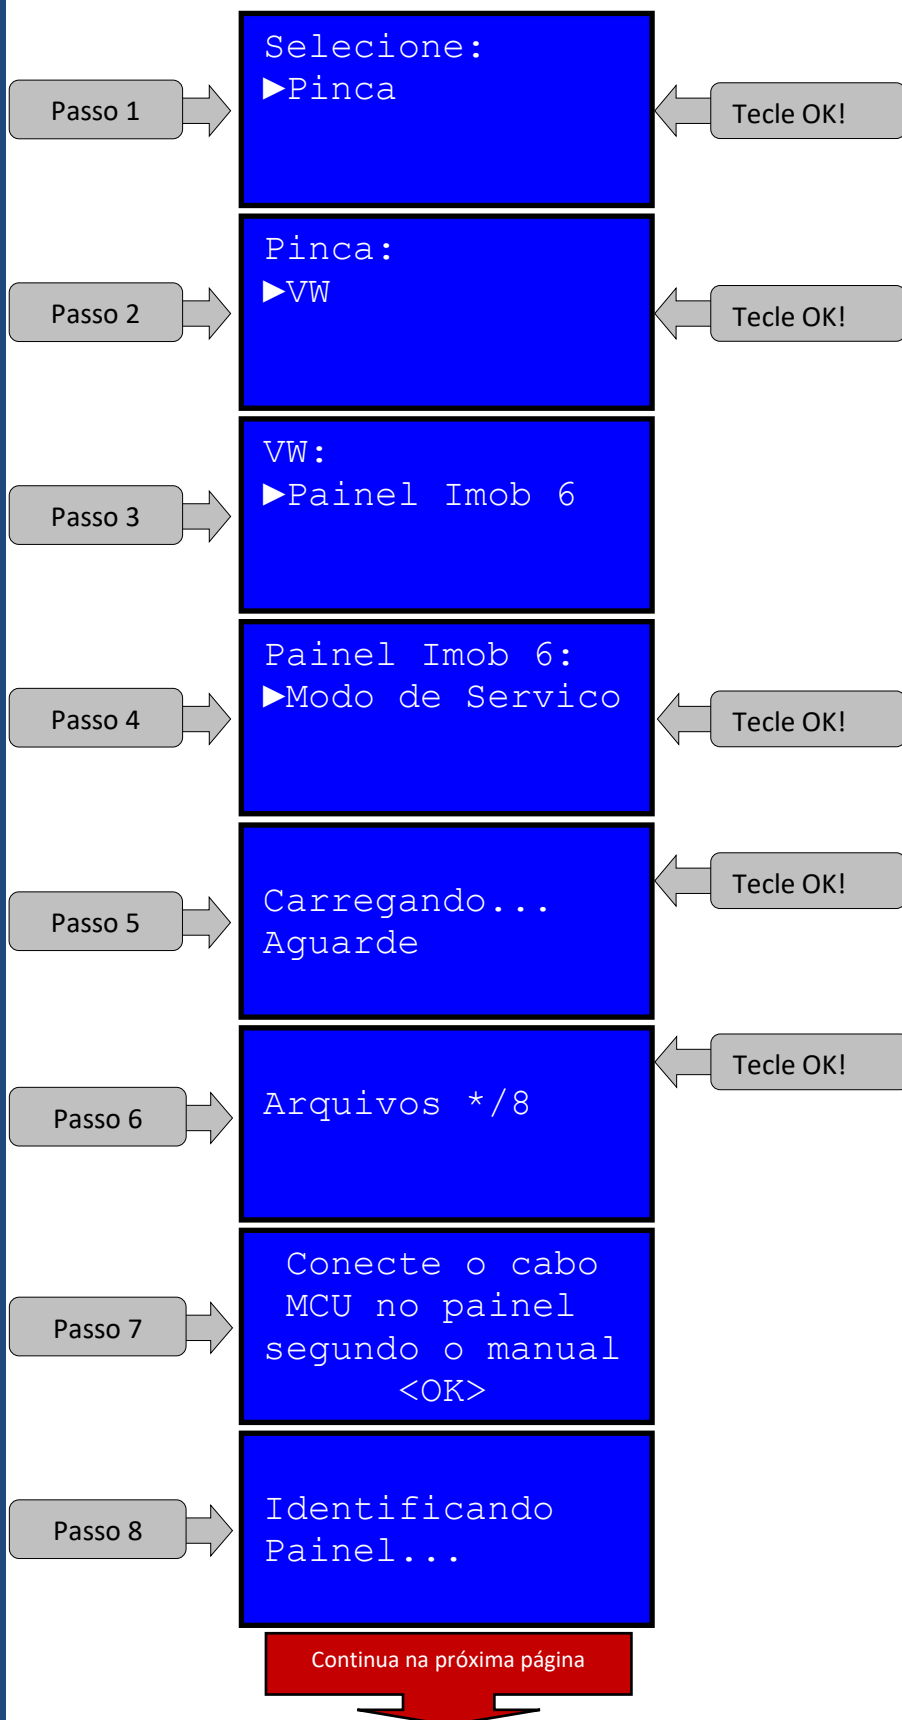 Selecione:
►Pinca
Passo 1
Tecle OK!
Pinca:
►VW
Passo 2
Tecle OK!
VW:
►Painel Imob 6
Passo 3
Painel Imob 6:
►Modo de Servico
Passo 4
Tecle OK!
Carregando...
Aguarde
Passo 5
Tecle OK!
Arquivos */8
Passo 6
Tecle OK!
Conecte o cabo
MCU no painel
segundo o manual
<OK>
Passo 7
Identificando
Painel...
Passo 8
Continua na próxima página